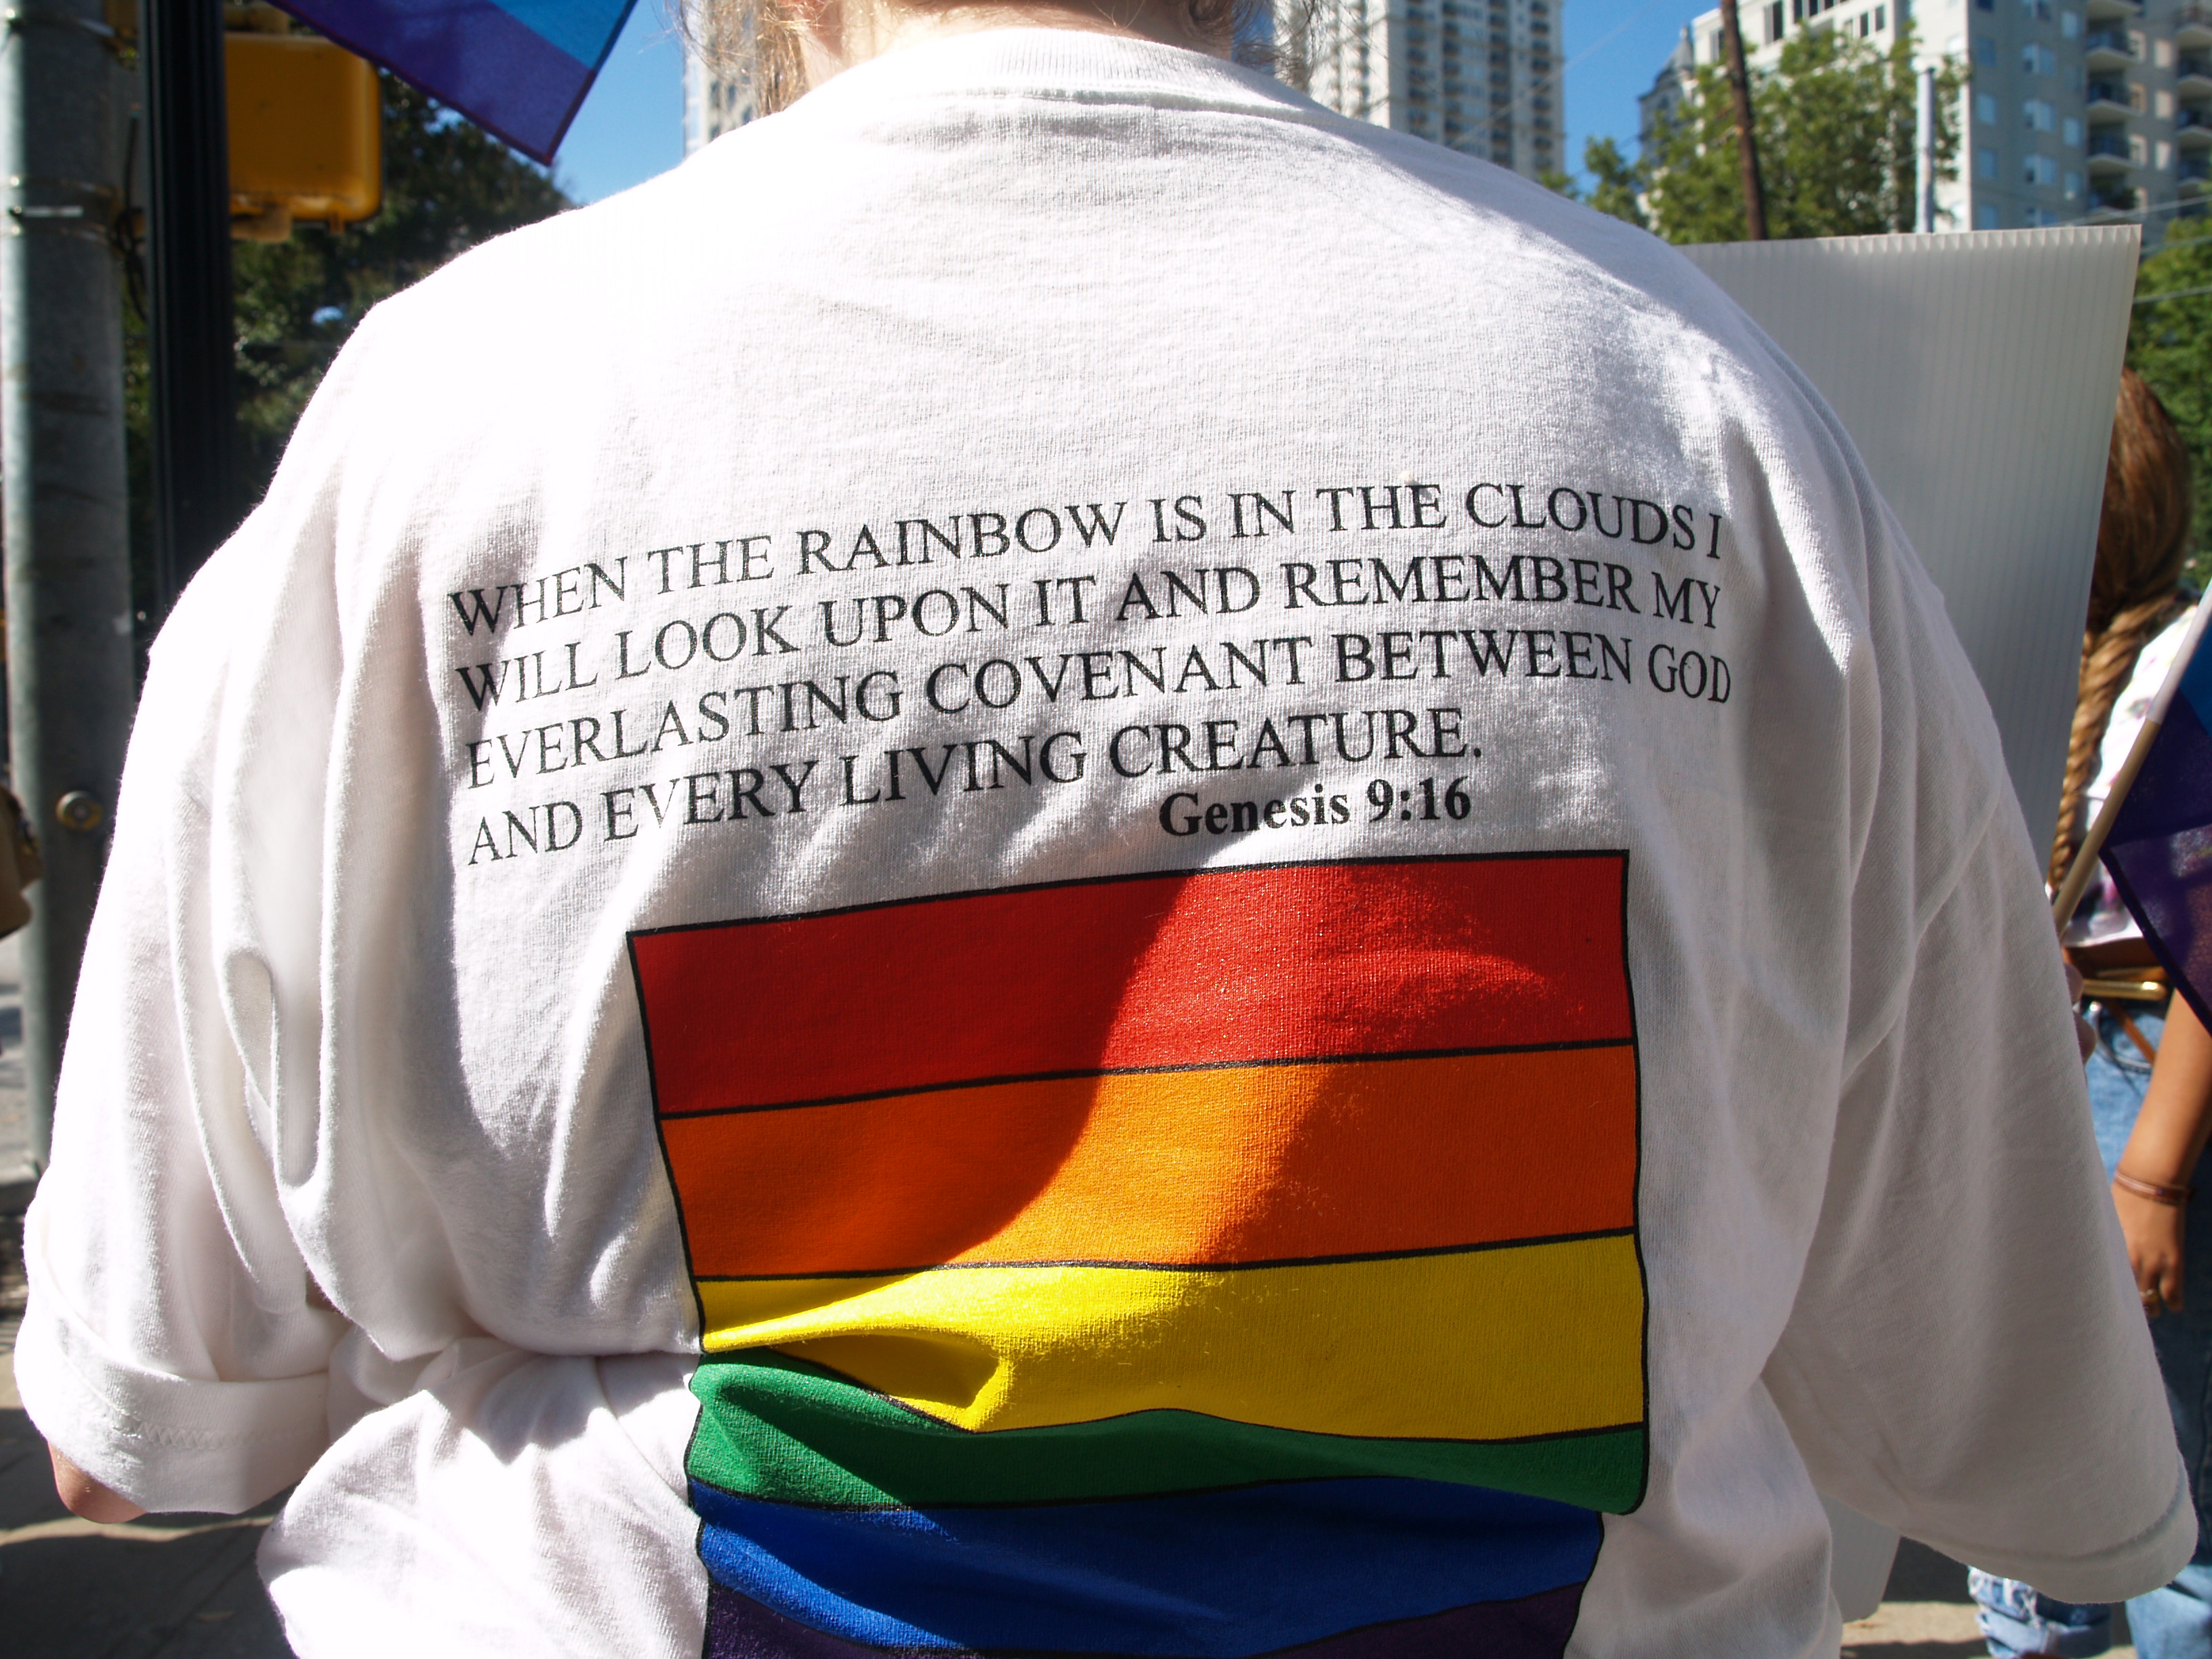 WHEN THE RAINBOW IS IN THE CLOUDS I
WILL LOOK UPON IT AND REMEMBER MY
EVERLASTING COVENANT BETWEEN GOD
AND EVERY LIVING CREATURE.
Genesis 9:16